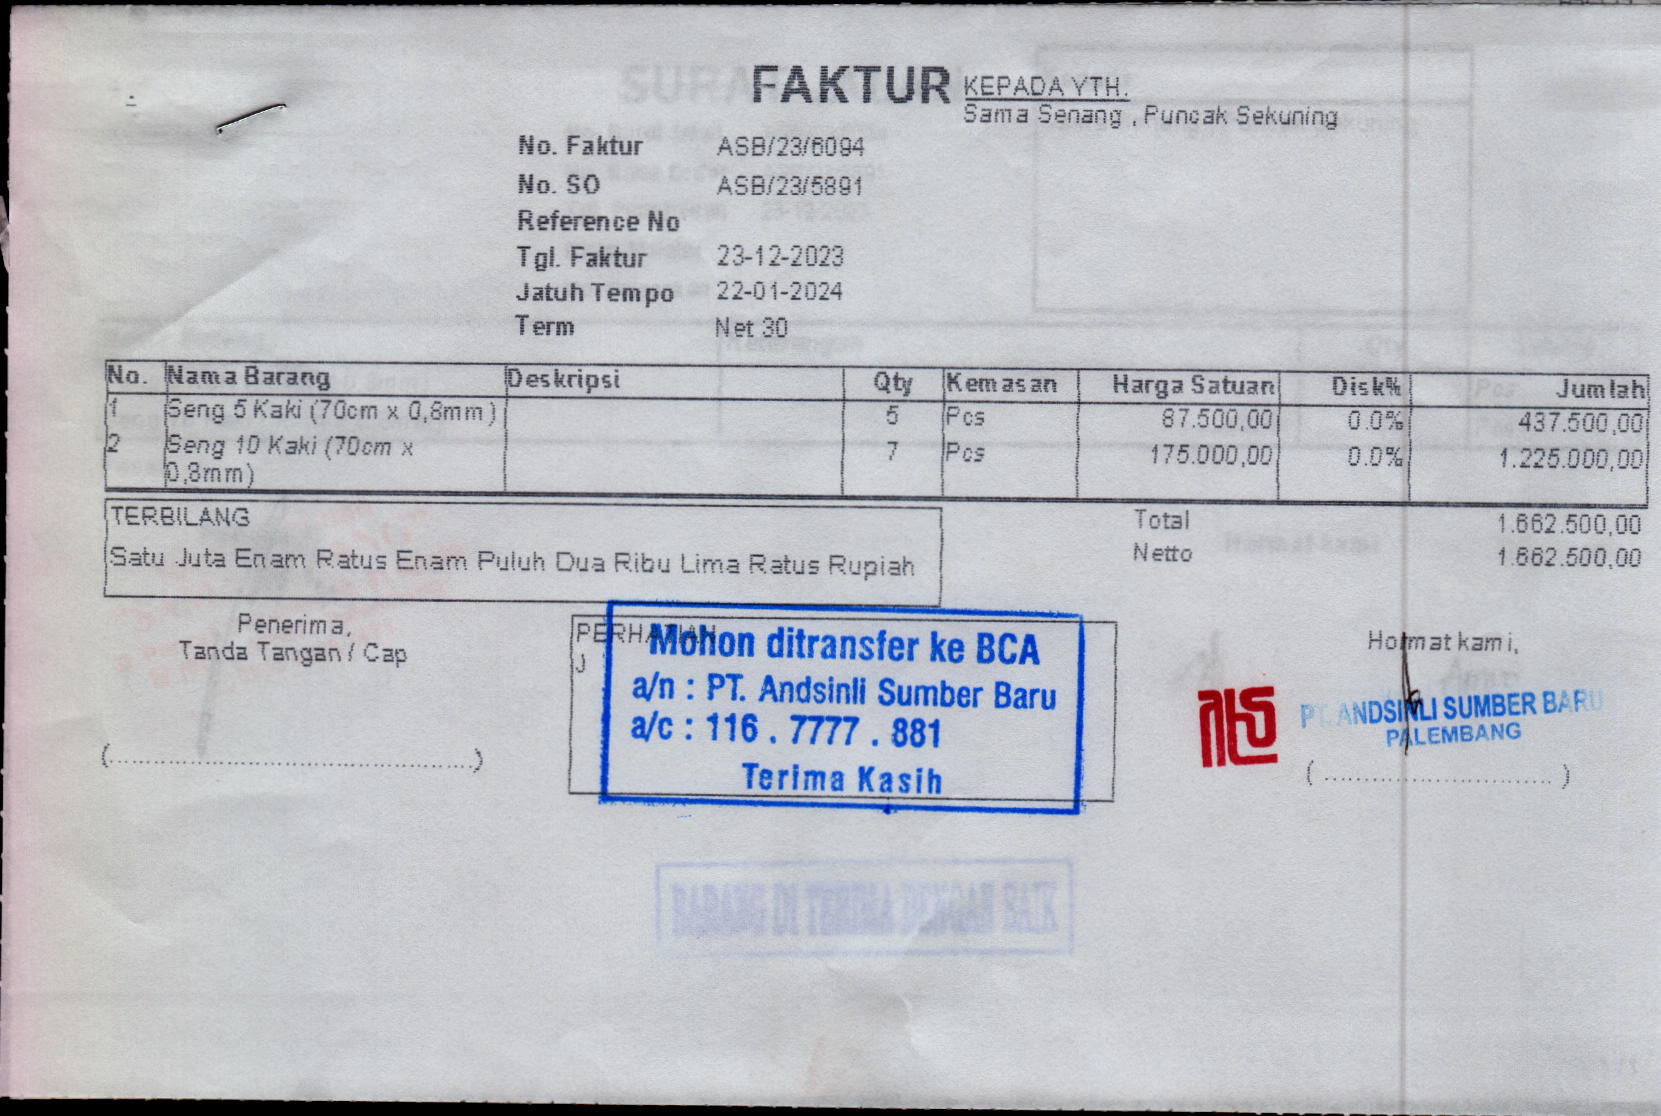 FAKTUR
KEPADA YTH.
Sama Senang , Puncak Sekuning
No. Faktur ASB/23/6094
No. SO ASB/23/5891
Reference No
Tgl. Faktur 23-12-2023
Jatuh Tempo 22-01-2024
Term Net 30
No. Nama Barang Deskripsi Qty Kemasan Harga Satuan Disk% Jumlah
1 Seng 5 Kaki (70cm x 0,8mm ) 5 Pcs 87.500,00 0.0% 437.500,00
2 Seng 10 Kaki (70cm x 7 Pcs 175.000,00 0.0% 1.225.000,00
0,8mm)
TERBILANG
Satu Juta Enam Ratus Enam Puluh Dua Ribu Lima Ratus Rupiah
Total 1.662.500,00
Netto 1.662.500,00
Penerima,
Tanda Tangan / Cap
PERHATIAN
J
Mohon ditransfer ke BCA
a/n : PT. Andsinli Sumber Baru
a/c : 116 . 7777 . 881
Terima Kasih
Hormat kami,
PT. ANDSINLI SUMBER BARU
PALEMBANG
(..................................................)
( ............................... )